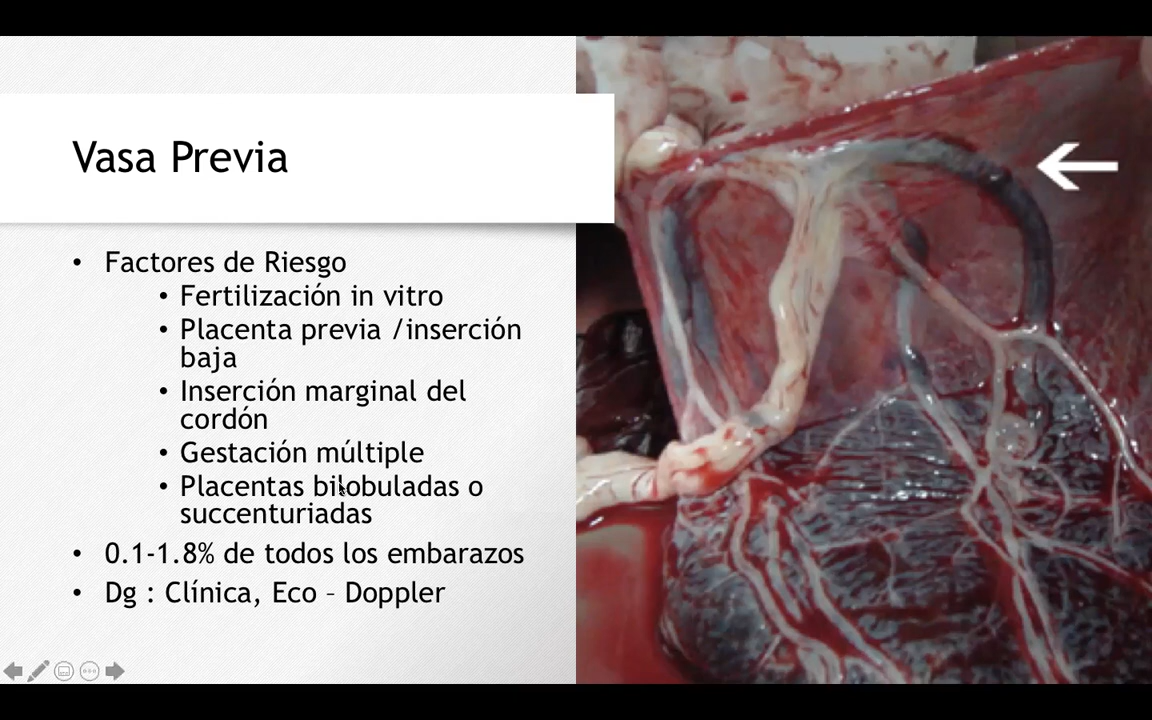 Vasa Previa
• Factores de Riesgo
• Fertilización in vitro
• Placenta previa /inserción
baja
• Inserción marginal del
cordón
• Gestación múltiple
• Placentas bilobuladas o
succenturiadas
• 0.1-1.8% de todos los embarazos
• Dg : Clínica, Eco – Doppler